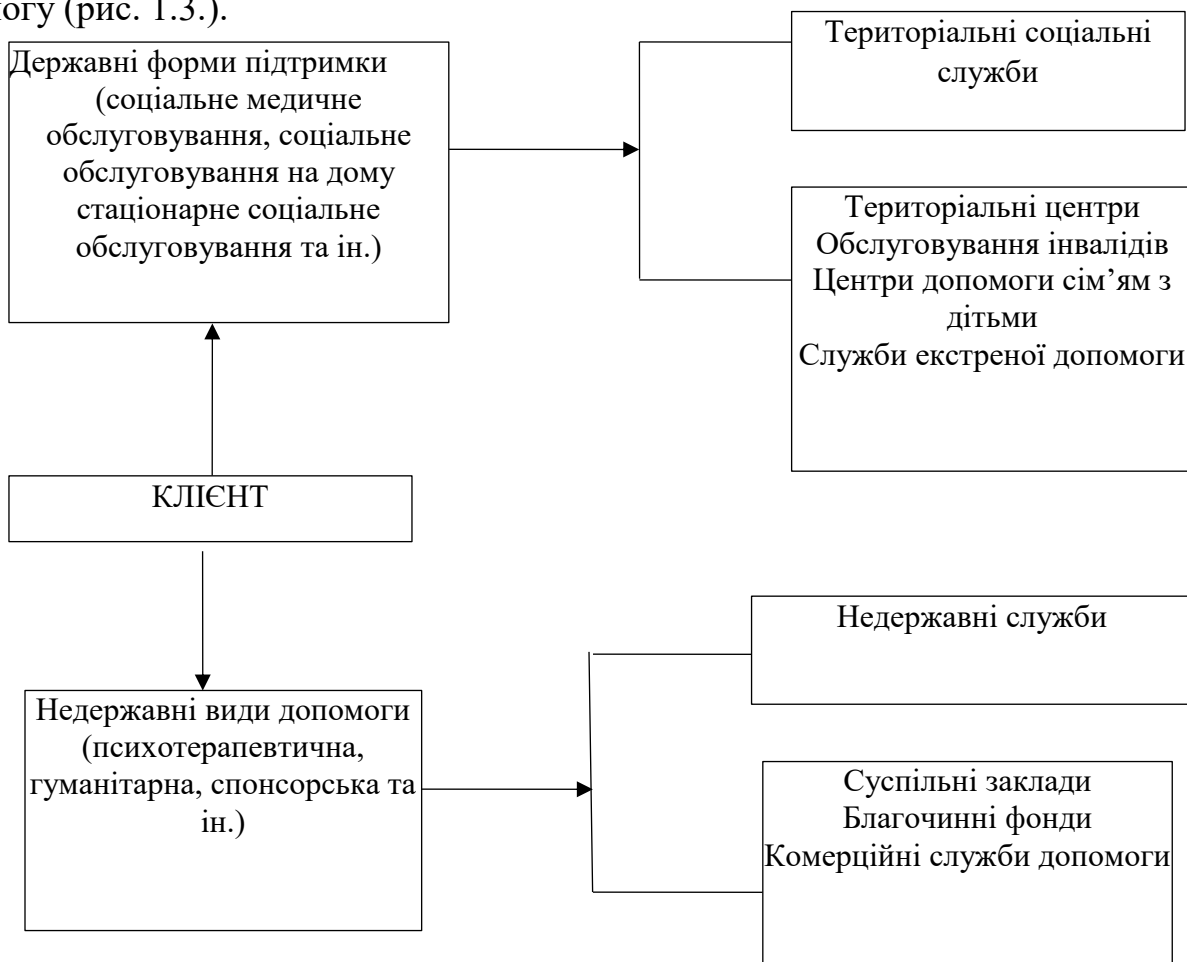 могу (рис. 1.3.).
Державні форми підтримки
(соціальне медичне
обслуговування, соціальне
обслуговування на дому
стаціонарне соціальне
обслуговування та ін.)
Територіальні соціальні
служби
Територіальні центри
Обслуговування інвалідів
Центри допомоги сім’ям з
дітьми
Служби екстреної допомоги
КЛІЄНТ
Недержавні види допомоги
(психотерапевтична,
гуманітарна, спонсорська та
ін.)
Недержавні служби
Суспільні заклади
Благочинні фонди
Комерційні служби допомоги